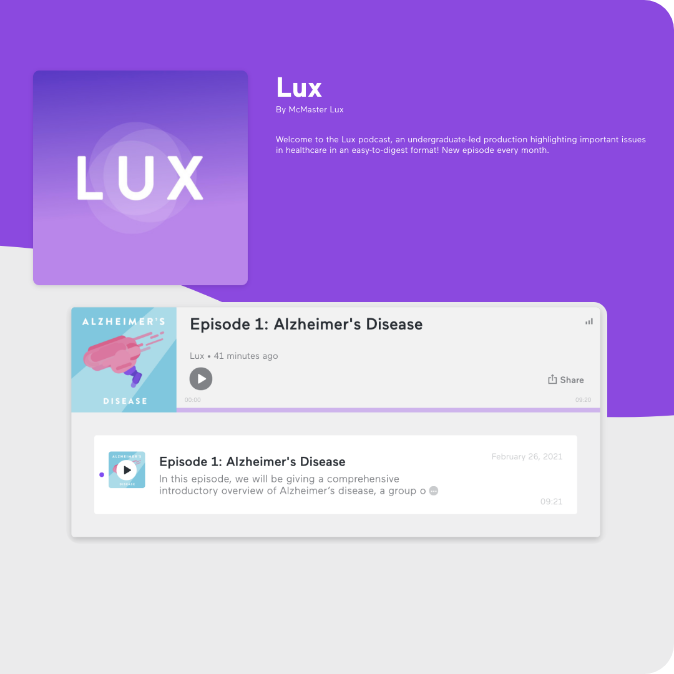 LUX
Lux
By McMaster Lux
Welcome to the Lux podcast, an undergraduate-led production highlighting important issues
in healthcare in an easy-to-digest format! New episode every month.
ALZHEIMER'S
DISEASE
Episode 1: Alzheimer's Disease
Lux • 41 minutes ago
Share
00:00
09:20
ALZHEIMER'S
DISEASE
Episode 1: Alzheimer's Disease
In this episode, we will be giving a comprehensive
introductory overview of Alzheimer's disease, a group o
February 26, 2021
09:21